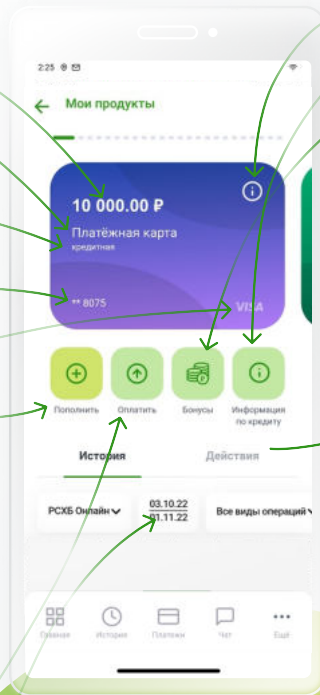 2:25
Мои продукты
10 000.00 ₽
Платёжная карта
кредитная
** 8075
VISA
Пополнить Оплатить Бонусы Информация
по кредиту
История Действия
РСХБ Онлайн 03.10.22 Все виды операций
01.11.22
Главная История Платежи Чат Ещё